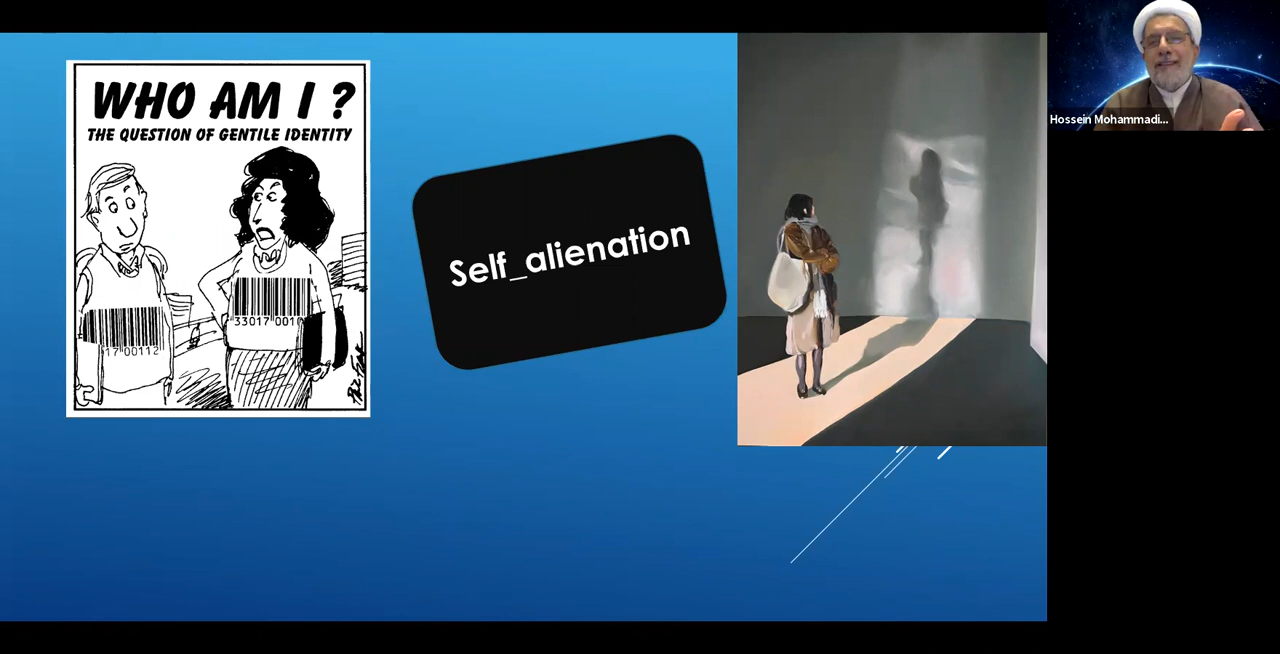 WHO AM I ?
THE QUESTION OF GENTILE IDENTITY
33017 0010
17 00112
Self_alienation
Hossein Mohammadi...